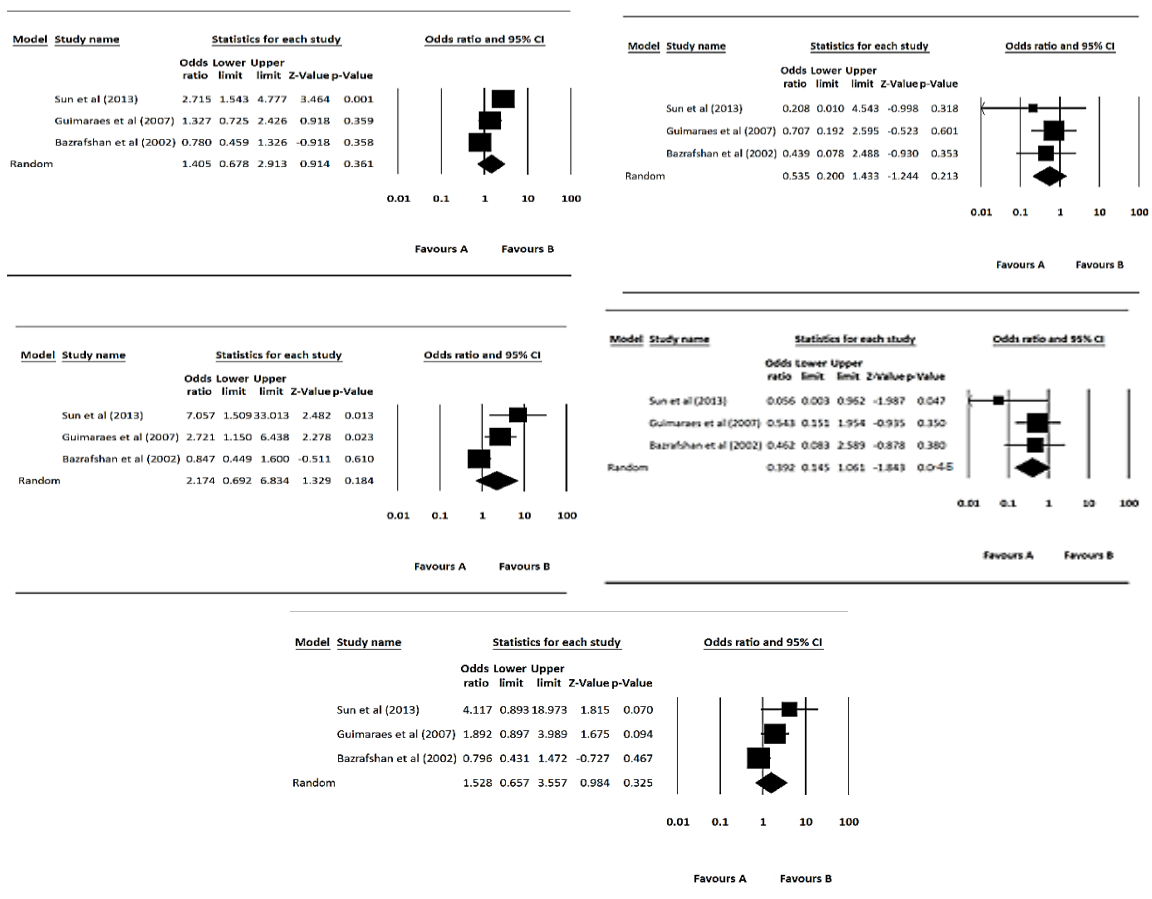 Model Study name Statistics for each study Odds ratio and 95% CI
Odds Lower Upper
ratio limit limit Z-Value p-Value
Sun et al (2013) 2.715 1.543 4.777 3.464 0.001
Guimaraes et al (2007) 1.327 0.725 2.426 0.918 0.359
Bazrafshan et al (2002) 0.780 0.459 1.326 -0.918 0.358
Random 1.405 0.678 2.913 0.914 0.361
0.01 0.1 1 10 100
Favours A Favours B
Model Study name Statistics for each study Odds ratio and 95% CI
Odds Lower Upper
ratio limit limit Z-Value p-Value
Sun et al (2013) 0.208 0.010 4.543 -0.998 0.318
Guimaraes et al (2007) 0.707 0.192 2.595 -0.523 0.601
Bazrafshan et al (2002) 0.439 0.078 2.488 -0.930 0.353
Random 0.535 0.200 1.433 -1.244 0.213
0.01 0.1 1 10 100
Favours A Favours B
Model Study name Statistics for each study Odds ratio and 95% CI
Odds Lower Upper
ratio limit limit Z-Value p-Value
Sun et al (2013) 7.057 1.509 33.013 2.482 0.013
Guimaraes et al (2007) 2.721 1.150 6.438 2.278 0.023
Bazrafshan et al (2002) 0.847 0.449 1.600 -0.511 0.610
Random 2.174 0.692 6.834 1.329 0.184
0.01 0.1 1 10 100
Favours A Favours B
Model Study name Statistics for each study Odds ratio and 95% CI
Odds Lower Upper
ratio limit limit Z-Value p-Value
Sun et al (2013) 0.056 0.003 0.962 -1.987 0.047
Guimaraes et al (2007) 0.543 0.151 1.954 -0.935 0.350
Bazrafshan et al (2002) 0.462 0.083 2.589 -0.878 0.380
Random 0.392 0.145 1.061 -1.843 0.045
0.01 0.1 1 10 100
Favours A Favours B
Model Study name Statistics for each study Odds ratio and 95% CI
Odds Lower Upper
ratio limit limit Z-Value p-Value
Sun et al (2013) 4.117 0.893 18.973 1.815 0.070
Guimaraes et al (2007) 1.892 0.897 3.989 1.675 0.094
Bazrafshan et al (2002) 0.796 0.431 1.472 -0.727 0.467
Random 1.528 0.657 3.557 0.984 0.325
0.01 0.1 1 10 100
Favours A Favours B